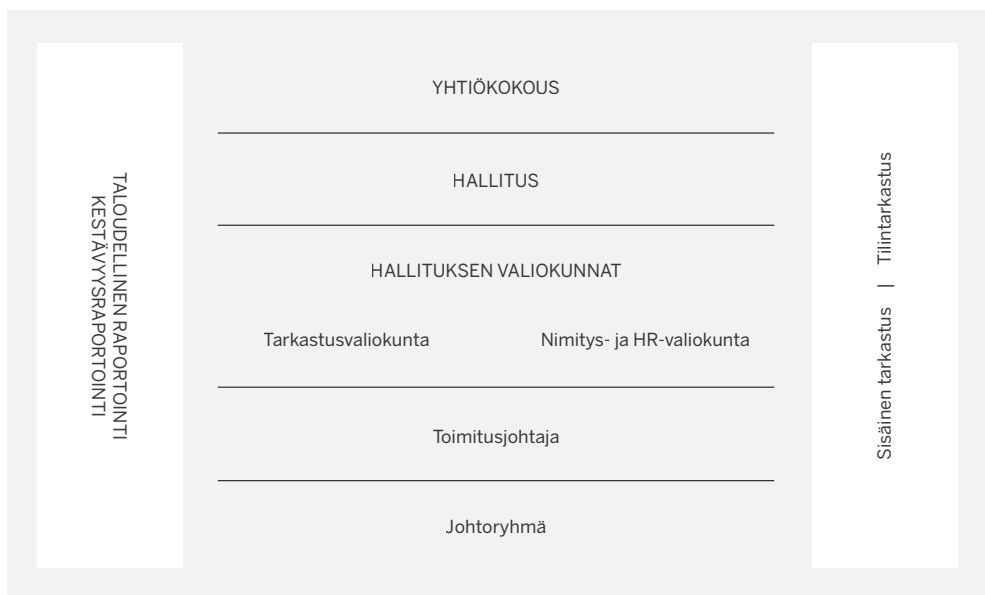 TALOUDELLINEN RAPORTOINTI
KESTÄVYYSRAPORTOINTI
YHTIÖKOKOUS
HALLITUS
HALLITUKSEN VALIOKUNNAT
Tarkastusvaliokunta
Nimitys- ja HR-valiokunta
Toimitusjohtaja
Johtoryhmä
Sisäinen tarkastus | Tilintarkastus